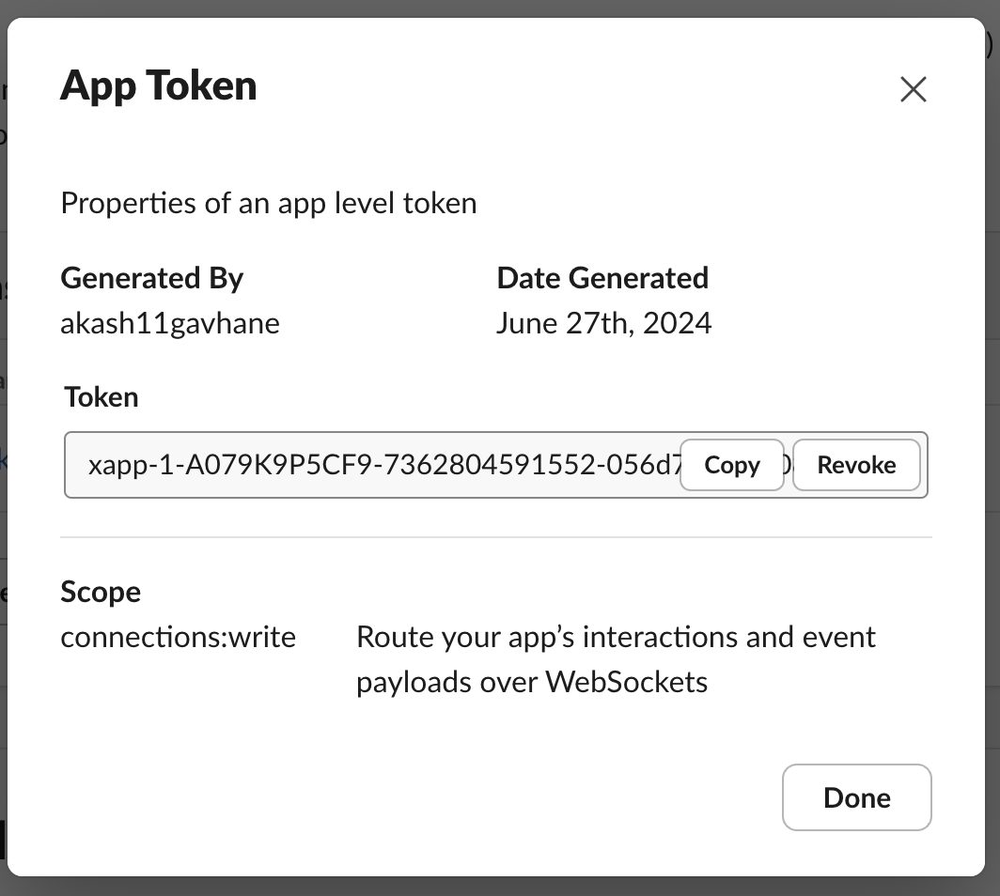 App Token
Properties of an app level token
Generated By
Date Generated
akash11gavhane
June 27th, 2024
Token
xapp-1-A079K9P5CF9-7362804591552-056d7
Copy
Revoke
Scope
connections:write
Route your app’s interactions and event
payloads over WebSockets
Done